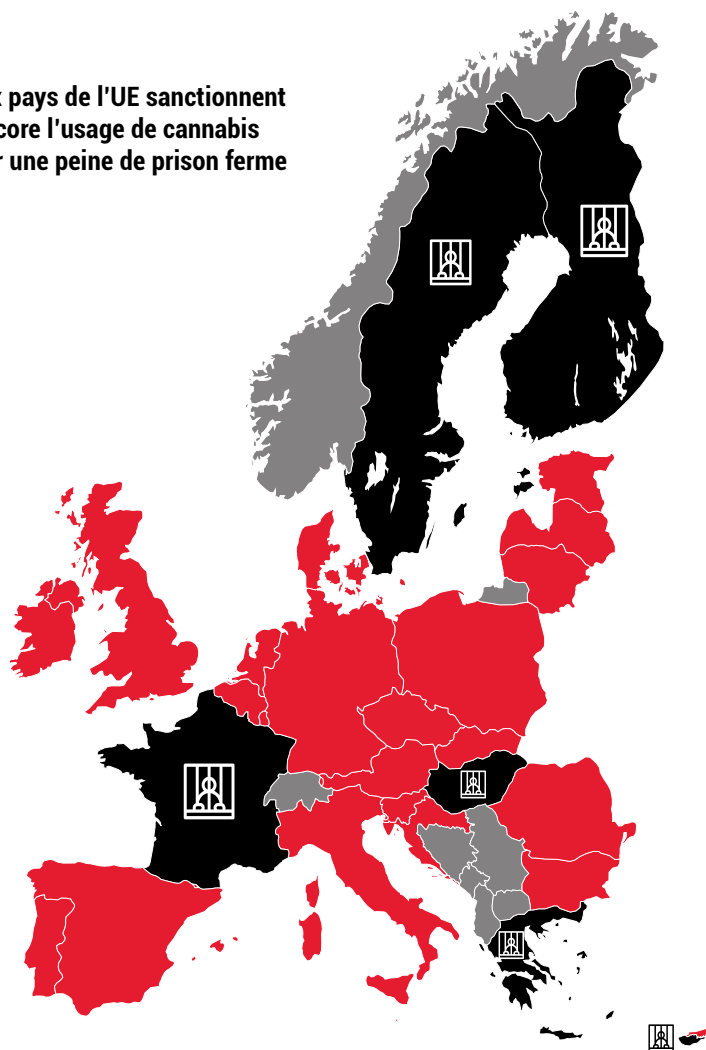 pays de l'UE sanctionnent
l'usage de cannabis
une peine de prison ferme